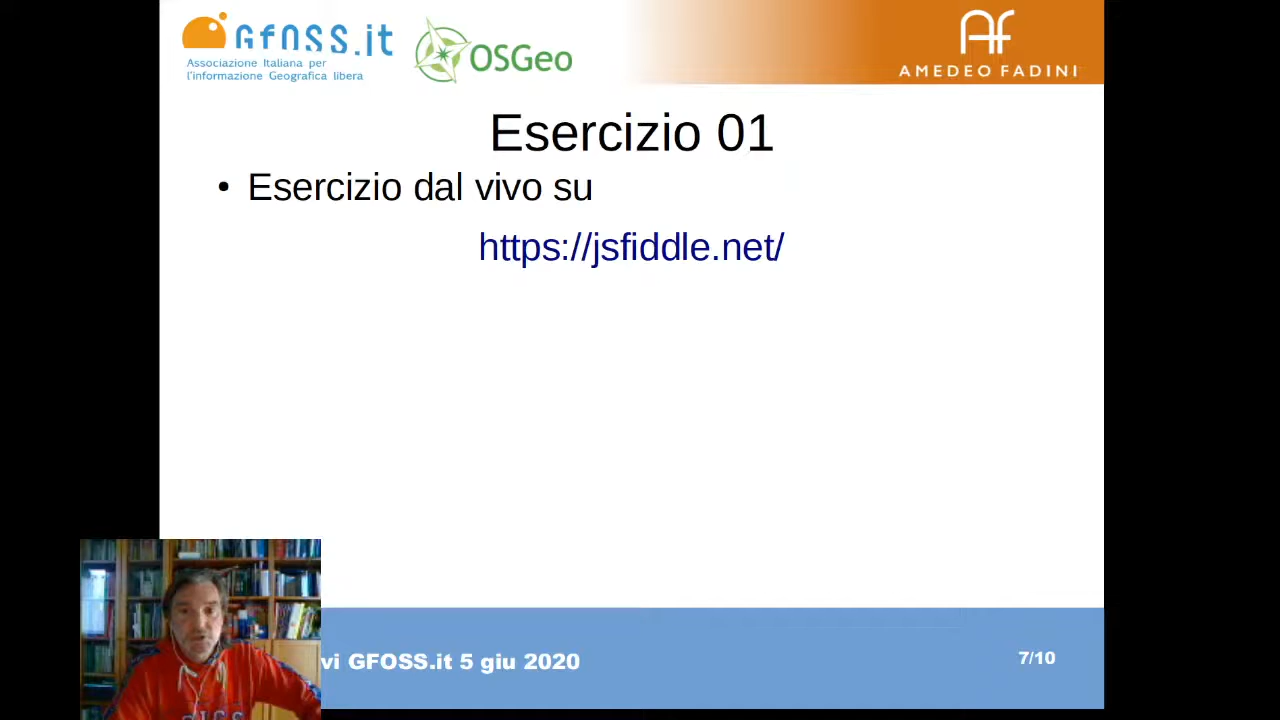 GFOSS.it
Associazione Italiana per
l'informazione Geografica libera
OSGeo
AF
AMEDEO FADINI
Esercizio 01
• Esercizio dal vivo su
https://jsfiddle.net/
vi GFOSS.it 5 giu 2020
7/10